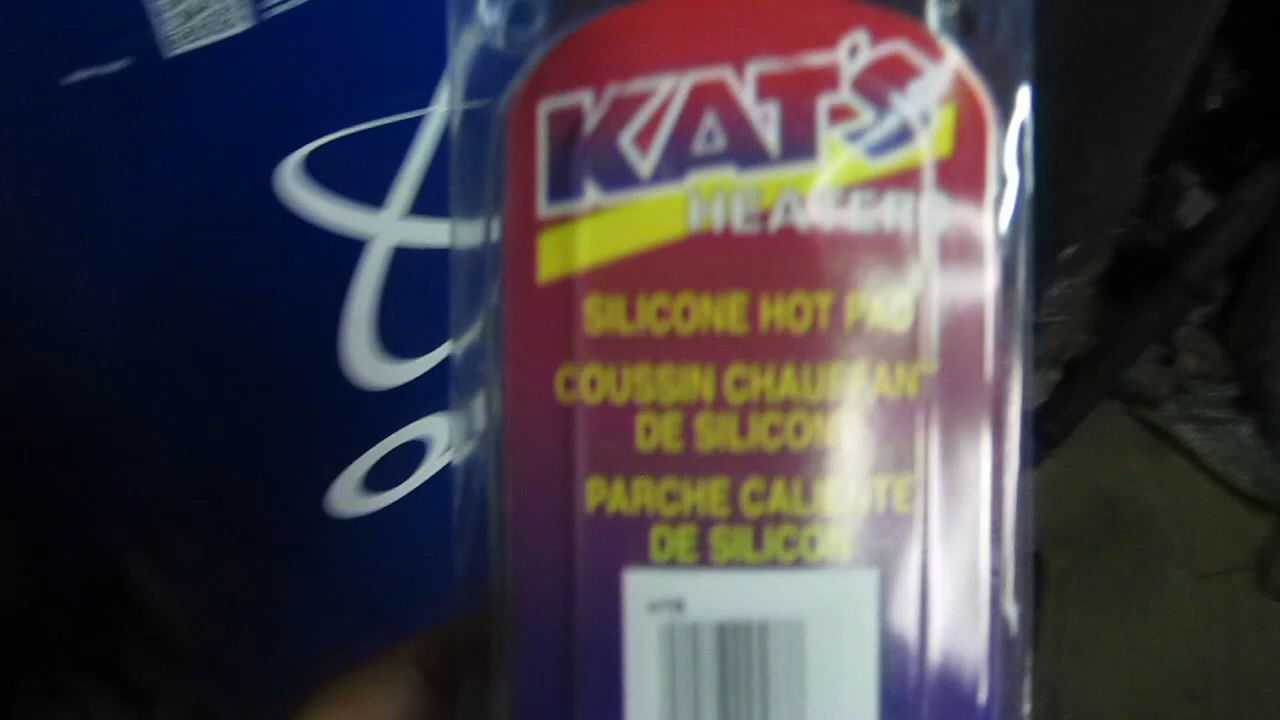 KAT'S
HEATERS
SILICONE HOT PAD
COUSSIN CHAUFFANT
DE SILICONE
PARCHE CALIENTE
DE SILICON